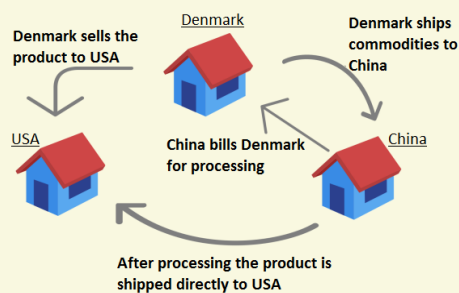 Denmark
Denmark sells the
product to USA
Denmark ships
commodities to
China
USA
China
China bills Denmark
for processing
After processing the product is
shipped directly to USA